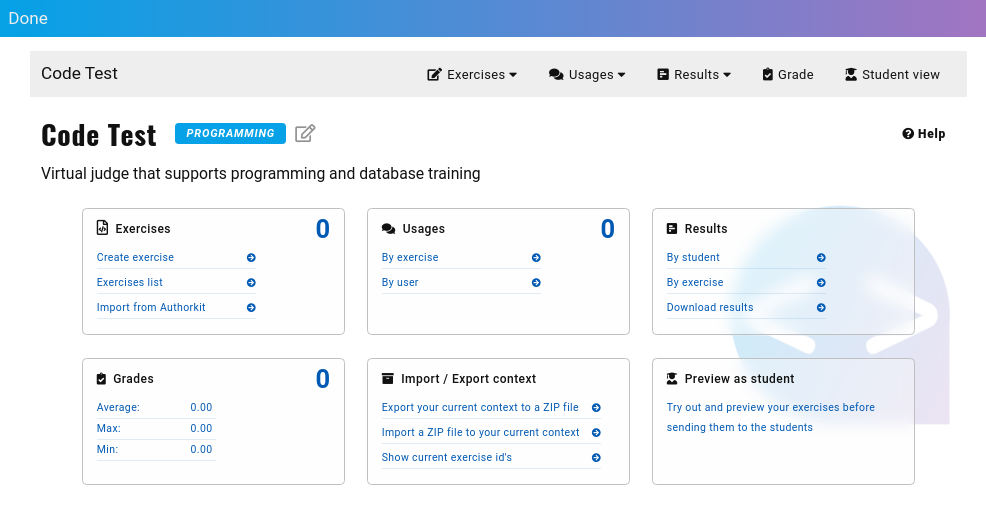 Done
Code Test
Exercises
Usages
Results
Grade
Student view
Code Test
PROGRAMMING
Help
Virtual judge that supports programming and database training
Exercises
0
Create exercise
Exercises list
Import from Authorkit
Usages
0
By exercise
By user
Results
By student
By exercise
Download results
Grades
0
Average: 0.00
Max: 0.00
Min: 0.00
Import / Export context
Export your current context to a ZIP file
Import a ZIP file to your current context
Show current exercise id's
Preview as student
Try out and preview your exercises before
sending them to the students